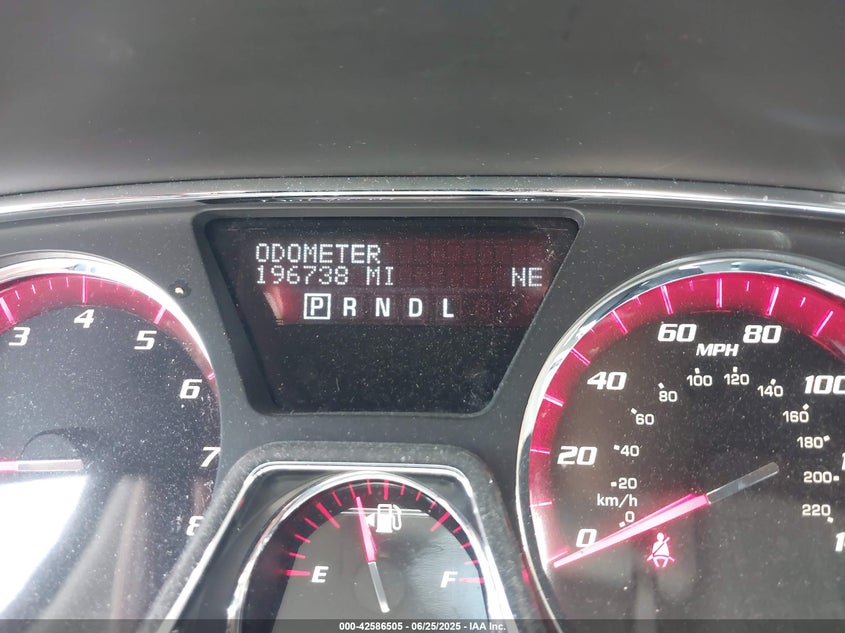 ODOMETER
196738 MI NE
P R N D L
3 4 5 6 7 8
60 80
MPH
40 100
20
0
100 120
80 140
60 160
40 180
20 200
km/h
0 220
E F
000-42586505 - 06/25/2025 - IAA Inc.